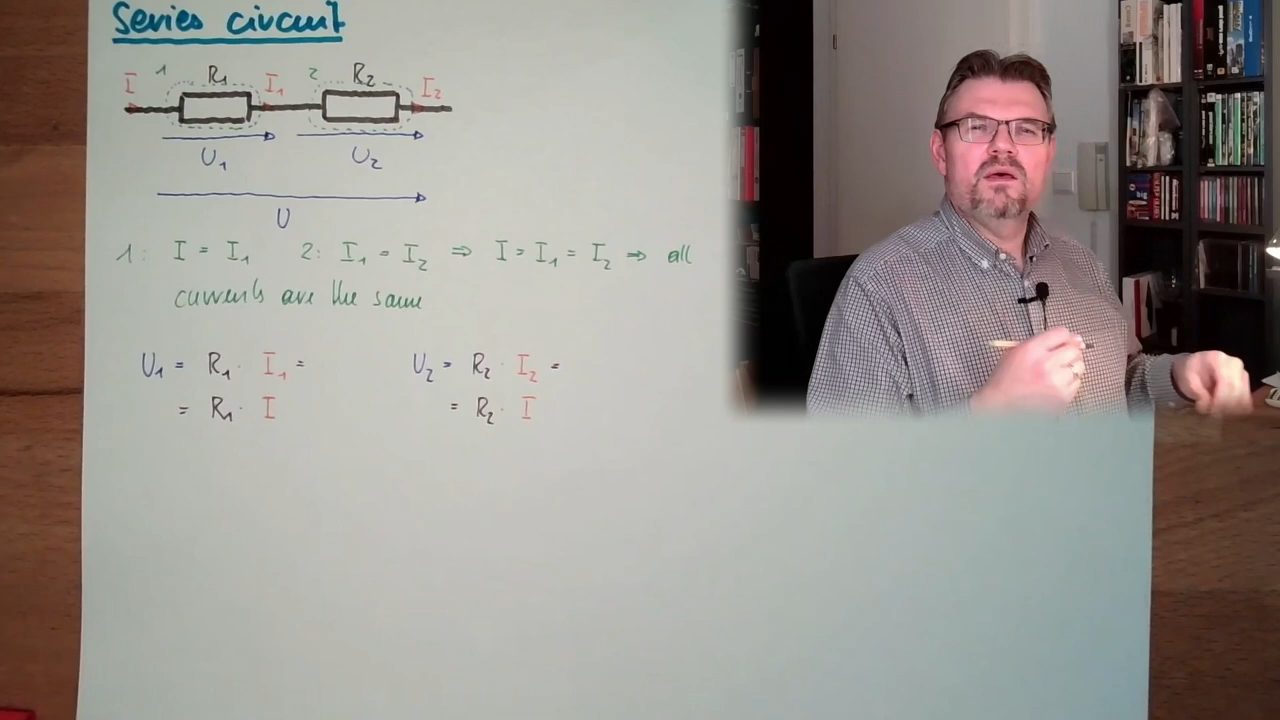 Series circuit
I 1 R₁ I₁ 2 R₂ I₂
U₁ U₂
U
1: I = I₁ 2: I₁ = I₂ ⇒ I = I₁ = I₂ ⇒ all
currents are the same
U₁ = R₁ · I₁ = U₂ = R₂ · I₂ =
= R₁ · I = R₂ · I